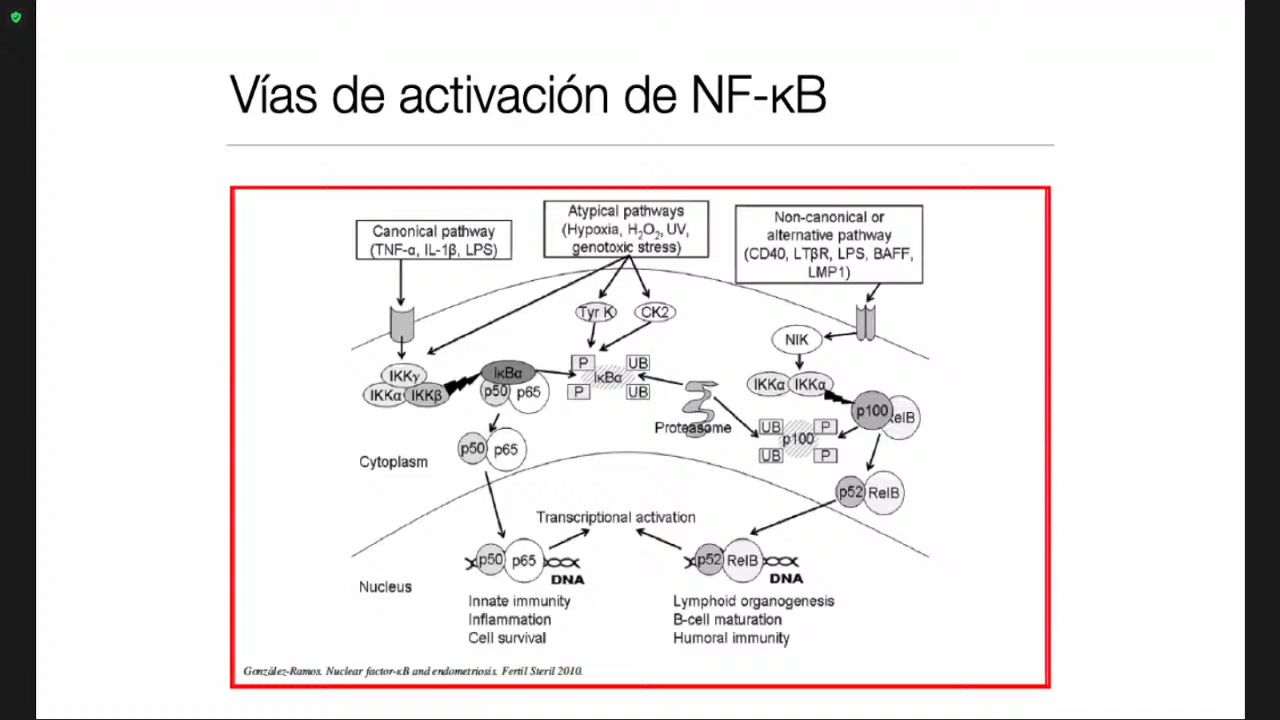 Vías de activación de NF-κB
Canonical pathway
(TNF-α, IL-1β, LPS)
Atypical pathways
(Hypoxia, H₂O₂, UV,
genotoxic stress)
Non-canonical or
alternative pathway
(CD40, LTβR, LPS, BAFF,
LMP1)
Tyr K
CK2
NIK
IKKγ
IKKα
IKKβ
IκBα
p50
p65
P
UB
IκBα
P
UB
IKKα
IKKα
p100
RelB
Proteasome
UB
P
p100
UB
P
p50
p65
Cytoplasm
p52
RelB
Transcriptional activation
p50
p65
DNA
p52
RelB
DNA
Nucleus
Innate immunity
Inflammation
Cell survival
Lymphoid organogenesis
B-cell maturation
Humoral immunity
González-Ramos. Nuclear factor-κB and endometriosis. Fertil Steril 2010.